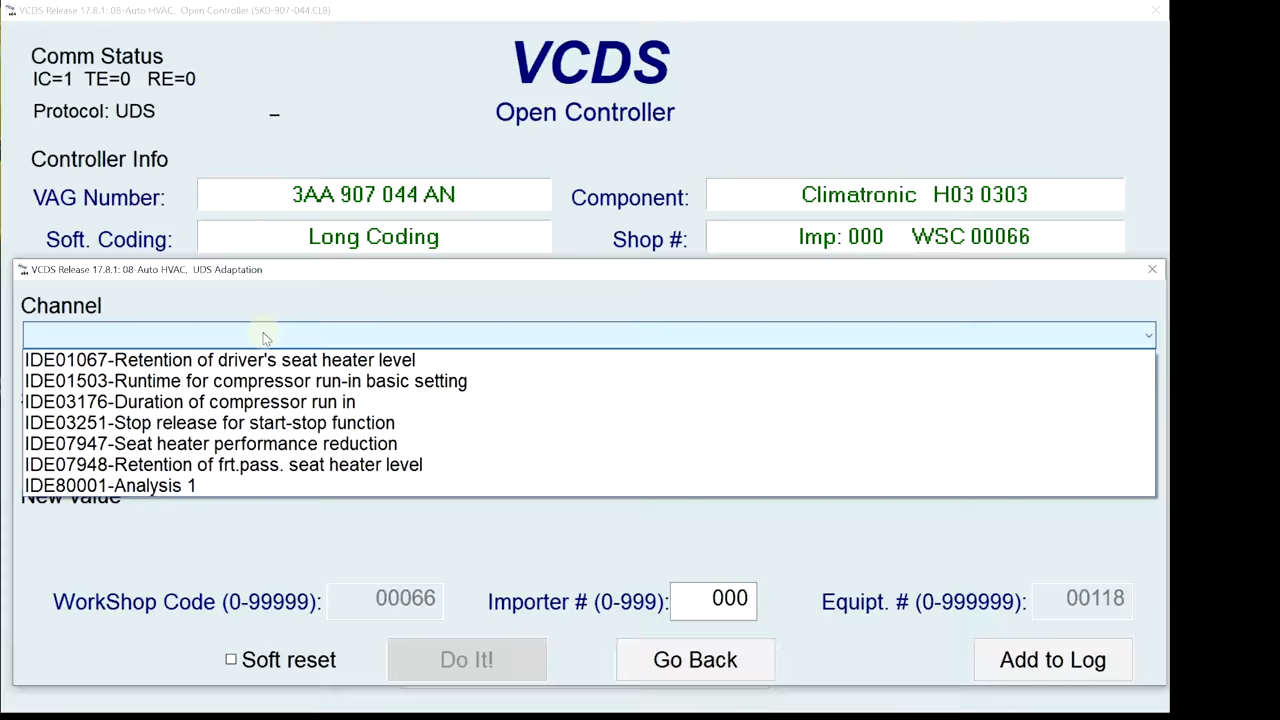 VCDS Release 17.8.1: 08-Auto HVAC,  Open Controller (5K0-907-044.CLB)
Comm Status
IC=1  TE=0   RE=0
Protocol: UDS
VCDS
Open Controller
Controller Info
VAG Number: 3AA 907 044 AN Component: Climatronic   H03 0303
Soft. Coding: Long Coding Shop #: Imp: 000     WSC 00066
VCDS Release 17.8.1: 08-Auto HVAC,  UDS Adaptation
Channel
IDE01067-Retention of driver's seat heater level
IDE01503-Runtime for compressor run-in basic setting
IDE03176-Duration of compressor run in
IDE03251-Stop release for start-stop function
IDE07947-Seat heater performance reduction
IDE07948-Retention of frt.pass. seat heater level
IDE80001-Analysis 1
New value
WorkShop Code (0-99999): 00066 Importer # (0-999): 000 Equipt. # (0-999999): 00118
Soft reset Do It! Go Back Add to Log